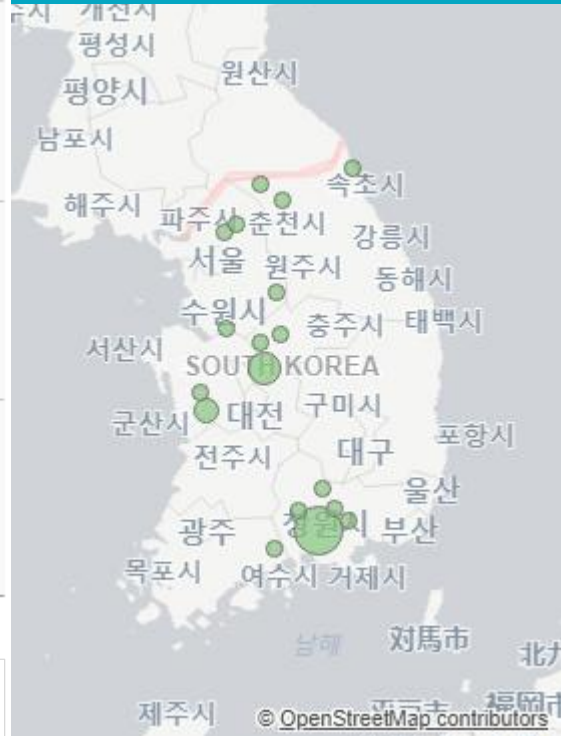 개천시
평성시
원산시
평양시
남포시
해주시
속초시
파주시
춘천시
강릉시
서울
원주시
동해시
수원시
충주시
태백시
서산시
SOUTH KOREA
군산시
대전
구미시
포항시
전주시
대구
울산
광주
창원시
부산
목포시
여수시
거제시
남해
対馬市
제주시
福岡市
© OpenStreetMap contributors